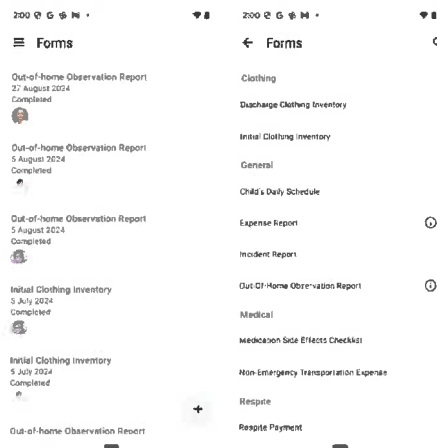 2:00
Forms
Out-of-home Observation Report
27 August 2024
Completed
Out-of-home Observation Report
5 August 2024
Completed
Out-of-home Observation Report
5 August 2024
Completed
Initial Clothing Inventory
5 July 2024
Completed
Initial Clothing Inventory
5 July 2024
Completed
Out-of-home Observation Report
2:00
Forms
Clothing
Discharge Clothing Inventory
Initial Clothing Inventory
General
Child's Daily Schedule
Expense Report
Incident Report
Out-Of-Home Observation Report
Medical
Medication Side Effects Checklist
Non-Emergency Transportation Expense
Respite
Respite Payment